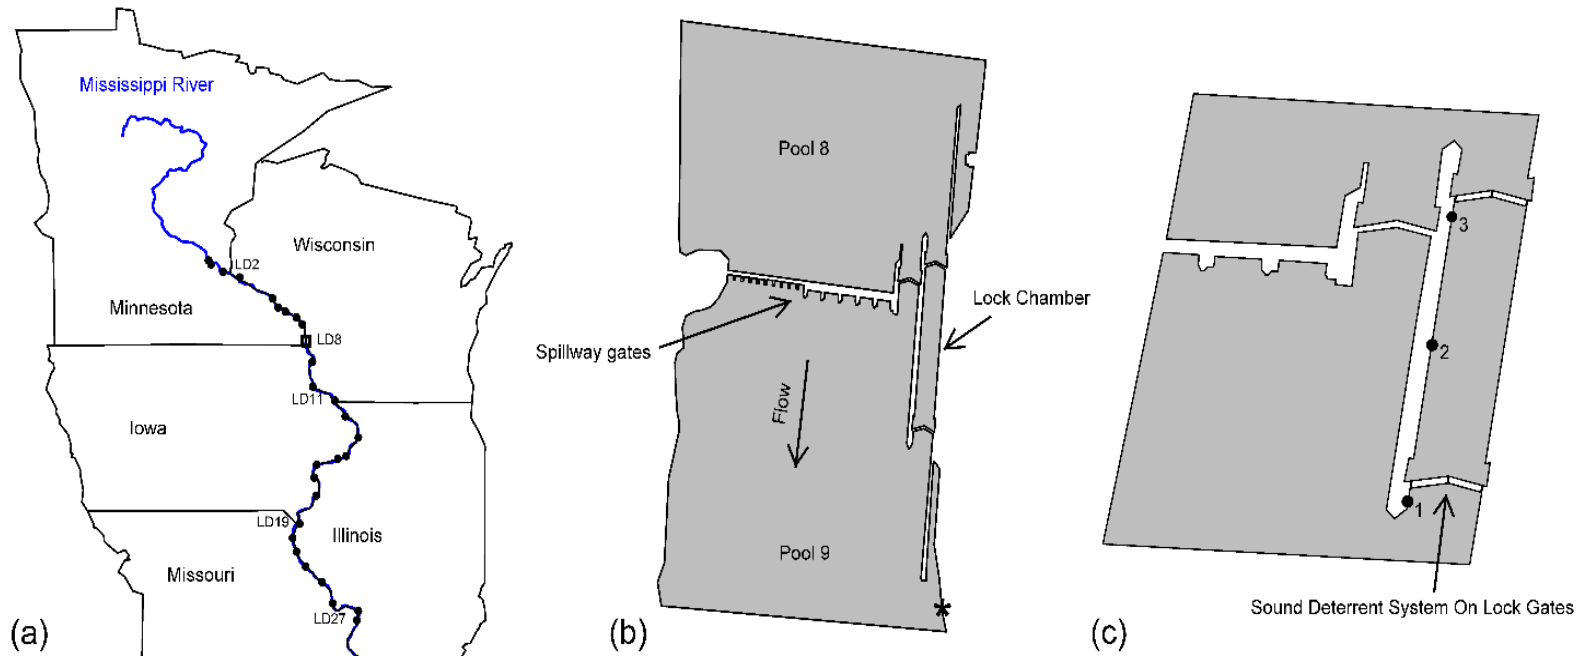 Mississippi River
LD2
Wisconsin
Minnesota
LD8
LD11
Iowa
LD19
Illinois
Missouri
LD27
(a)
Pool 8
Lock Chamber
Spillway gates
Flow
Pool 9
*
(b)
3
2
1
Sound Deterrent System On Lock Gates
(c)